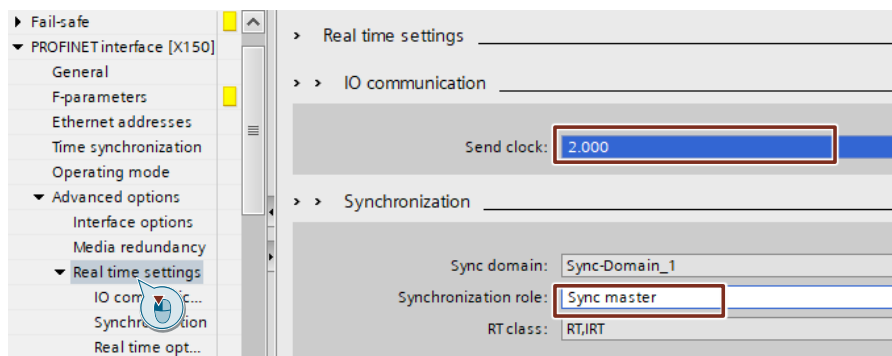 Fail-safe
PROFINET interface [X150]
General
F-parameters
Ethernet addresses
Time synchronization
Operating mode
Advanced options
Interface options
Media redundancy
Real time settings
IO com
Synchr
Real time opt...
Real time settings
IO communication
Send clock: 2.000
Synchronization
Sync domain: Sync-Domain_1
Synchronization role: Sync master
RT class: RT,IRT